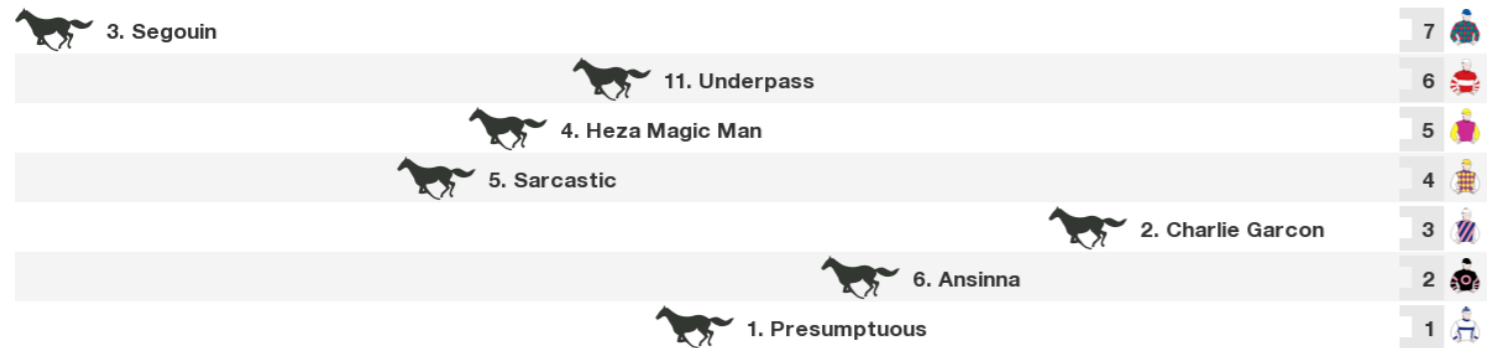 3. Segouin 7
11. Underpass 6
4. Heza Magic Man 5
5. Sarcastic 4
2. Charlie Garcon 3
6. Ansinna 2
1. Presumptuous 1